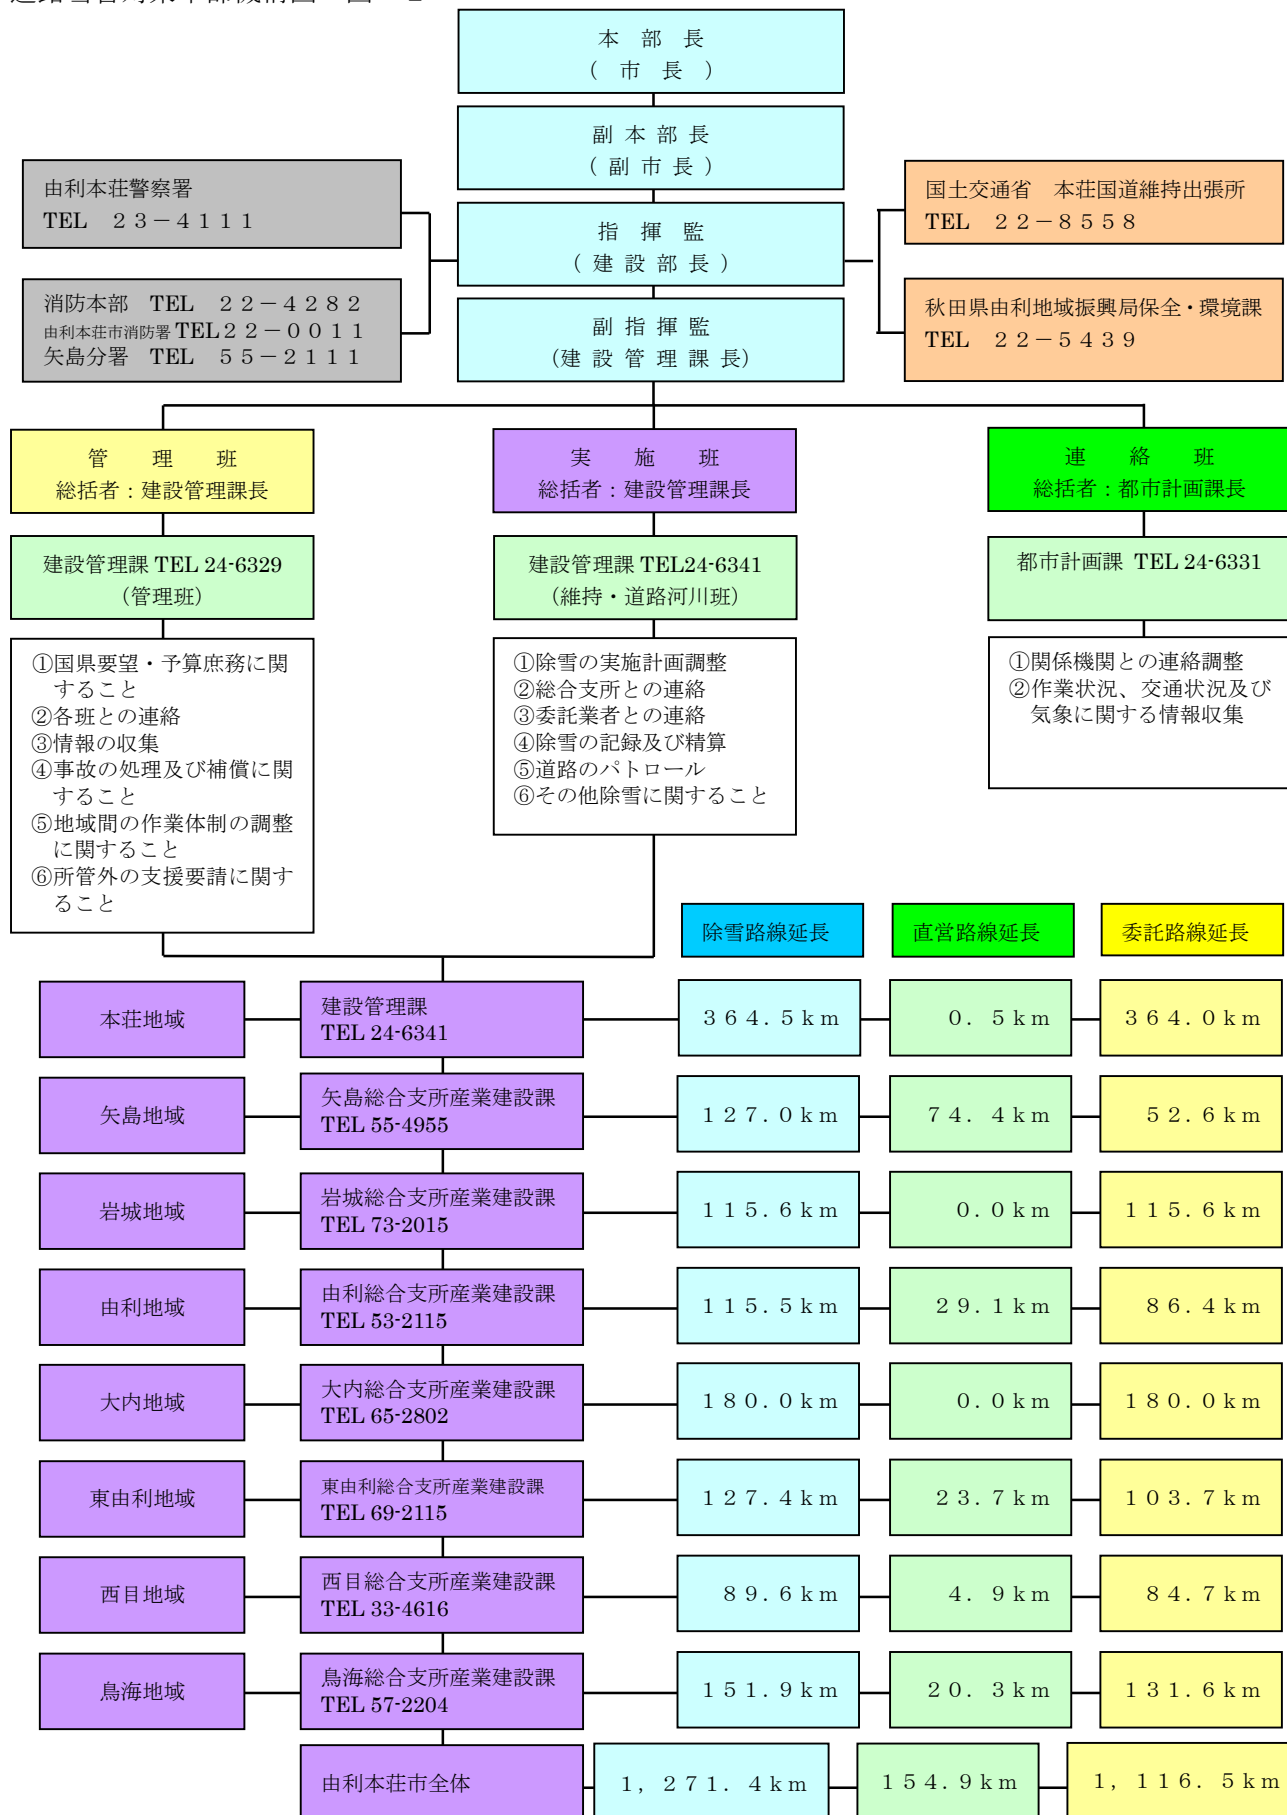 本 部 長
( 市 長 )
副 本 部 長
( 副 市 長 )
由利本荘警察署
TEL ２３－４１１１
国土交通省 本荘国道維持出張所
TEL ２２－８５５８
指 揮 監
( 建 設 部 長 )
消防本部 TEL ２２－４２８２
由利本荘市消防署 TEL２２－００１１
矢島分署 TEL ５５－２１１１
秋田県由利地域振興局保全・環境課
TEL ２２－５４３９
副 指 揮 監
(建 設 管 理 課 長)
管 理 班
総括者：建設管理課長
実 施 班
総括者：建設管理課長
連 絡 班
総括者：都市計画課長
建設管理課 TEL 24-6329
（管理班）
建設管理課 TEL24-6341
（維持・道路河川班）
都市計画課 TEL 24-6331
①国県要望・予算庶務に関
すること
②各班との連絡
③情報の収集
④事故の処理及び補償に関
すること
⑤地域間の作業体制の調整
に関すること
⑥所管外の支援要請に関す
ること
①除雪の実施計画調整
②総合支所との連絡
③委託業者との連絡
④除雪の記録及び精算
⑤道路のパトロール
⑥その他除雪に関すること
①関係機関との連絡調整
②作業状況、交通状況及び
気象に関する情報収集
除雪路線延長
直営路線延長
委託路線延長
本荘地域
建設管理課
TEL 24-6341
３６４．５ｋｍ
０．５ｋｍ
３６４．０ｋｍ
矢島地域
矢島総合支所産業建設課
TEL 55-4955
１２７．０ｋｍ
７４．４ｋｍ
５２．６ｋｍ
岩城地域
岩城総合支所産業建設課
TEL 73-2015
１１５．６ｋｍ
０．０ｋｍ
１１５．６ｋｍ
由利地域
由利総合支所産業建設課
TEL 53-2115
１１５．５ｋｍ
２９．１ｋｍ
８６．４ｋｍ
大内地域
大内総合支所産業建設課
TEL 65-2802
１８０．０ｋｍ
０．０ｋｍ
１８０．０ｋｍ
東由利地域
東由利総合支所産業建設課
TEL 69-2115
１２７．４ｋｍ
２３．７ｋｍ
１０３．７ｋｍ
西目地域
西目総合支所産業建設課
TEL 33-4616
８９．６ｋｍ
４．９ｋｍ
８４．７ｋｍ
鳥海地域
鳥海総合支所産業建設課
TEL 57-2204
１５１．９ｋｍ
２０．３ｋｍ
１３１．６ｋｍ
由利本荘市全体
１，２７１．４ｋｍ
１５４．９ｋｍ
１，１１６．５ｋｍ